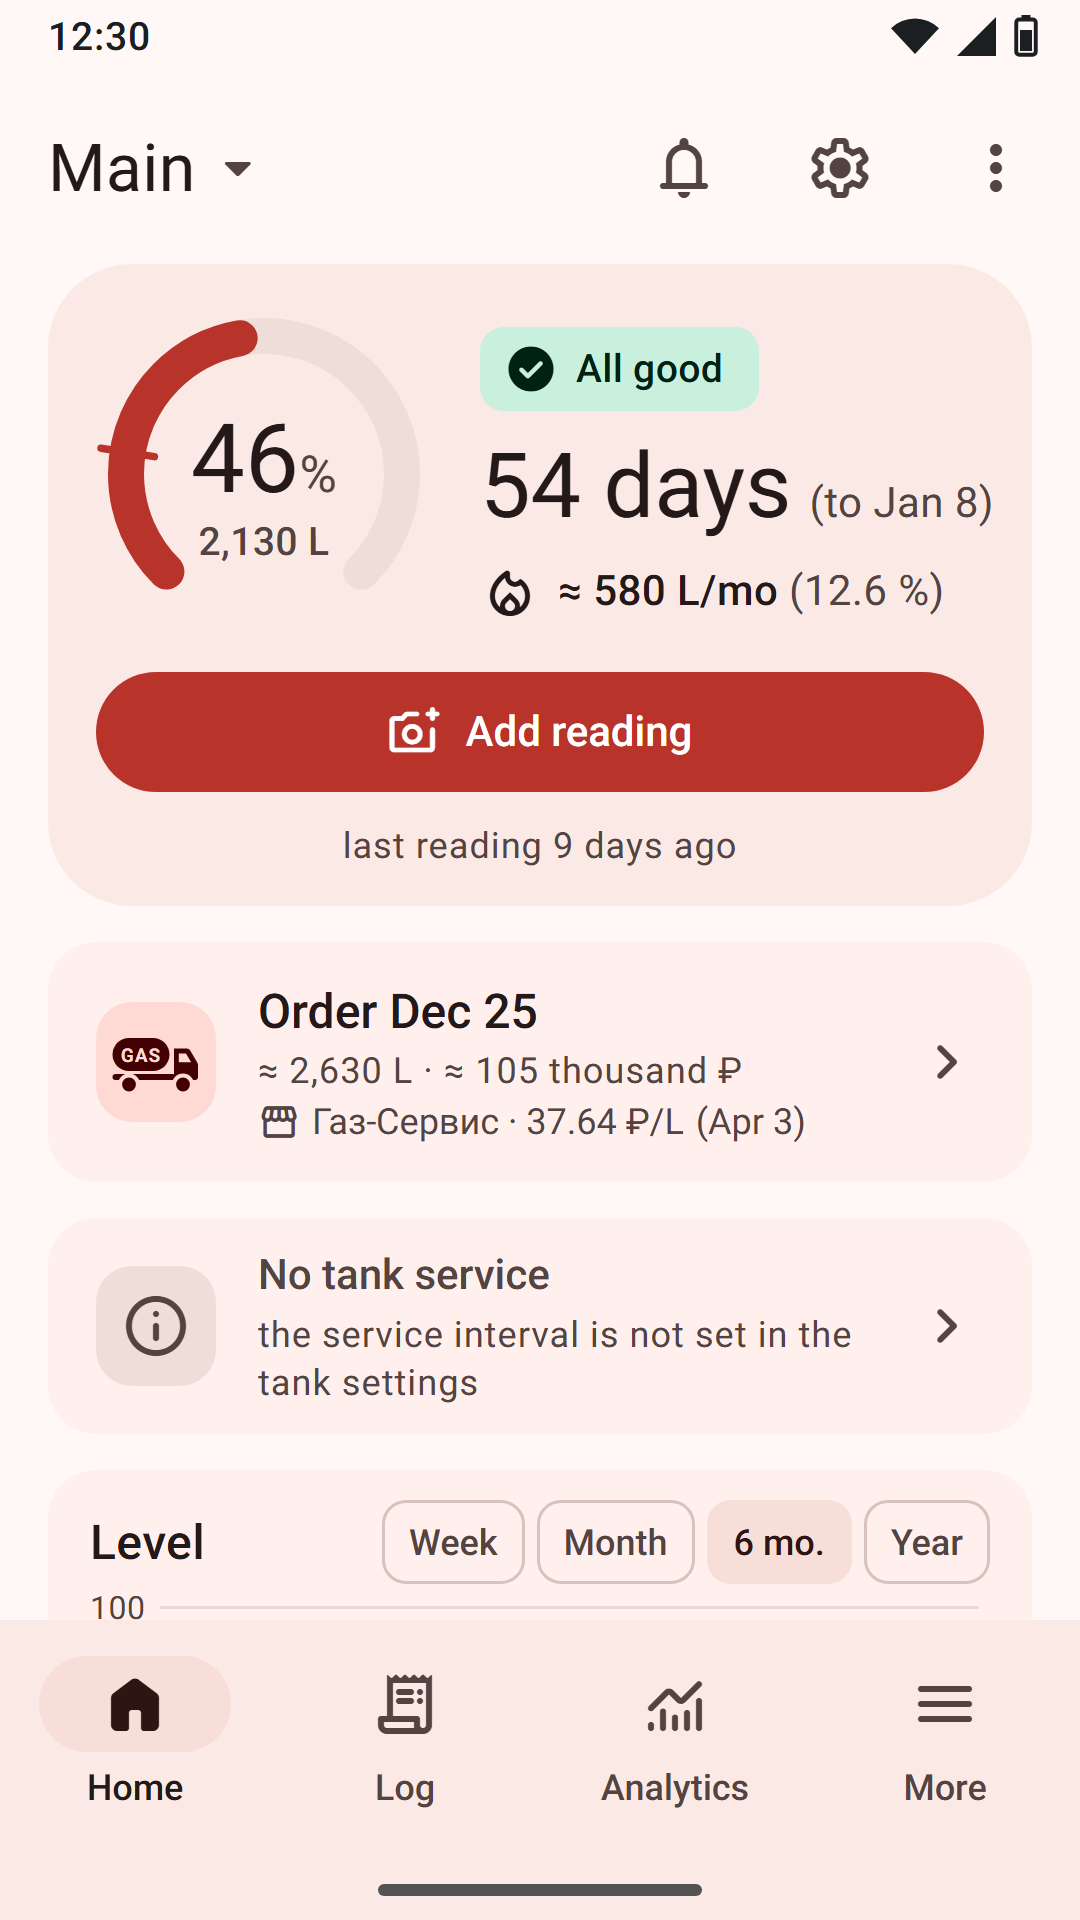 12:30
Main
46%
2,130 L
All good
54 days (to Jan 8)
≈ 580 L/mo (12.6 %)
Add reading
last reading 9 days ago
GAS
Order Dec 25
≈ 2,630 L · ≈ 105 thousand ₽
Газ-Сервис · 37.64 ₽/L (Apr 3)
No tank service
the service interval is not set in the
tank settings
Level
Week
Month
6 mo.
Year
100
Home
Log
Analytics
More